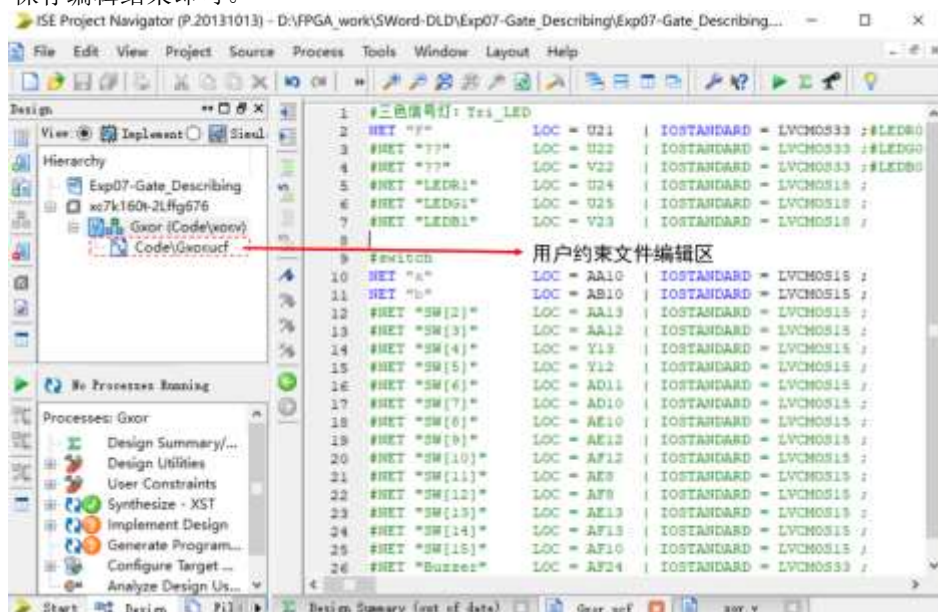 保存编辑结果即可。
ISE Project Navigator (P.20131013) - D:\FPGA_work\SWord-DLD\Exp07-Gate_Describing\Exp07-Gate_Describing...
File Edit View Project Source Process Tools Window Layout Help
Design
View: Implement Simul
Hierarchy
Exp07-Gate_Describing
xc7k160t-2Lffg676
Gxor (Code\xor.v)
Code\Gxor.ucf
用户约束文件编辑区
No Processes Running
Processes: Gxor
Design Summary/...
Design Utilities
User Constraints
Synthesize - XST
Implement Design
Generate Program...
Configure Target ...
Analyze Design Us...
Start Design
1 #三色信号灯: Tri_LED
2 NET "F" LOC = U21 | IOSTANDARD = LVCMOS33 ;#LEDR0
3 #NET "??" LOC = U22 | IOSTANDARD = LVCMOS33 ;#LEDG0
4 #NET "??" LOC = V22 | IOSTANDARD = LVCMOS33 ;#LEDB0
5 #NET "LEDR1" LOC = U24 | IOSTANDARD = LVCMOS18 ;
6 #NET "LEDG1" LOC = U25 | IOSTANDARD = LVCMOS18 ;
7 #NET "LEDB1" LOC = V23 | IOSTANDARD = LVCMOS18 ;
8
9 #switch
10 NET "a" LOC = AA10 | IOSTANDARD = LVCMOS15 ;
11 NET "b" LOC = AB10 | IOSTANDARD = LVCMOS15 ;
12 #NET "SW[2]" LOC = AA13 | IOSTANDARD = LVCMOS15 ;
13 #NET "SW[3]" LOC = AA12 | IOSTANDARD = LVCMOS15 ;
14 #NET "SW[4]" LOC = Y13 | IOSTANDARD = LVCMOS15 ;
15 #NET "SW[5]" LOC = Y12 | IOSTANDARD = LVCMOS15 ;
16 #NET "SW[6]" LOC = AD11 | IOSTANDARD = LVCMOS15 ;
17 #NET "SW[7]" LOC = AD10 | IOSTANDARD = LVCMOS15 ;
18 #NET "SW[8]" LOC = AE10 | IOSTANDARD = LVCMOS15 ;
19 #NET "SW[9]" LOC = AE12 | IOSTANDARD = LVCMOS15 ;
20 #NET "SW[10]" LOC = AF12 | IOSTANDARD = LVCMOS15 ;
21 #NET "SW[11]" LOC = AE8 | IOSTANDARD = LVCMOS15 ;
22 #NET "SW[12]" LOC = AF8 | IOSTANDARD = LVCMOS15 ;
23 #NET "SW[13]" LOC = AE13 | IOSTANDARD = LVCMOS15 ;
24 #NET "SW[14]" LOC = AF13 | IOSTANDARD = LVCMOS15 ;
25 #NET "SW[15]" LOC = AF10 | IOSTANDARD = LVCMOS15 ;
26 #NET "Buzzer" LOC = AF24 | IOSTANDARD = LVCMOS33 ;
Design Summary (out of date) Gxor.ucf xor.v